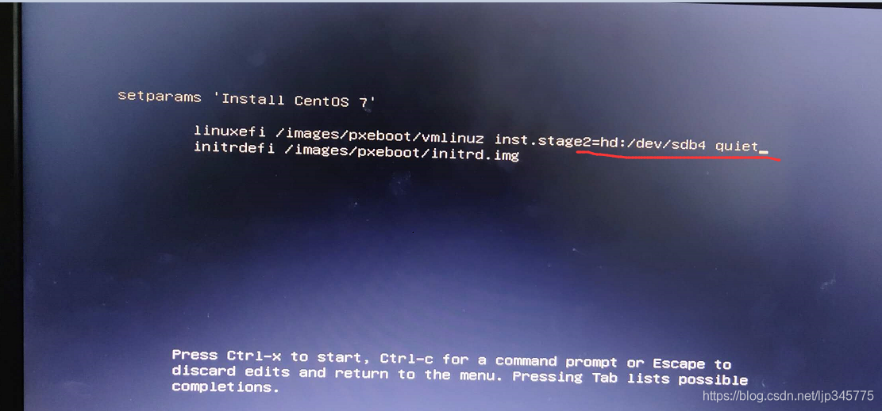 setparams 'Install CentOS 7'
linuxefi /images/pxeboot/vmlinuz inst.stage2=hd:/dev/sdb4 quiet_
initrdefi /images/pxeboot/initrd.img
Press Ctrl-x to start, Ctrl-c for a command prompt or Escape to
discard edits and return to the menu. Pressing Tab lists possible
completions.
https://blog.csdn.net/ljp345775